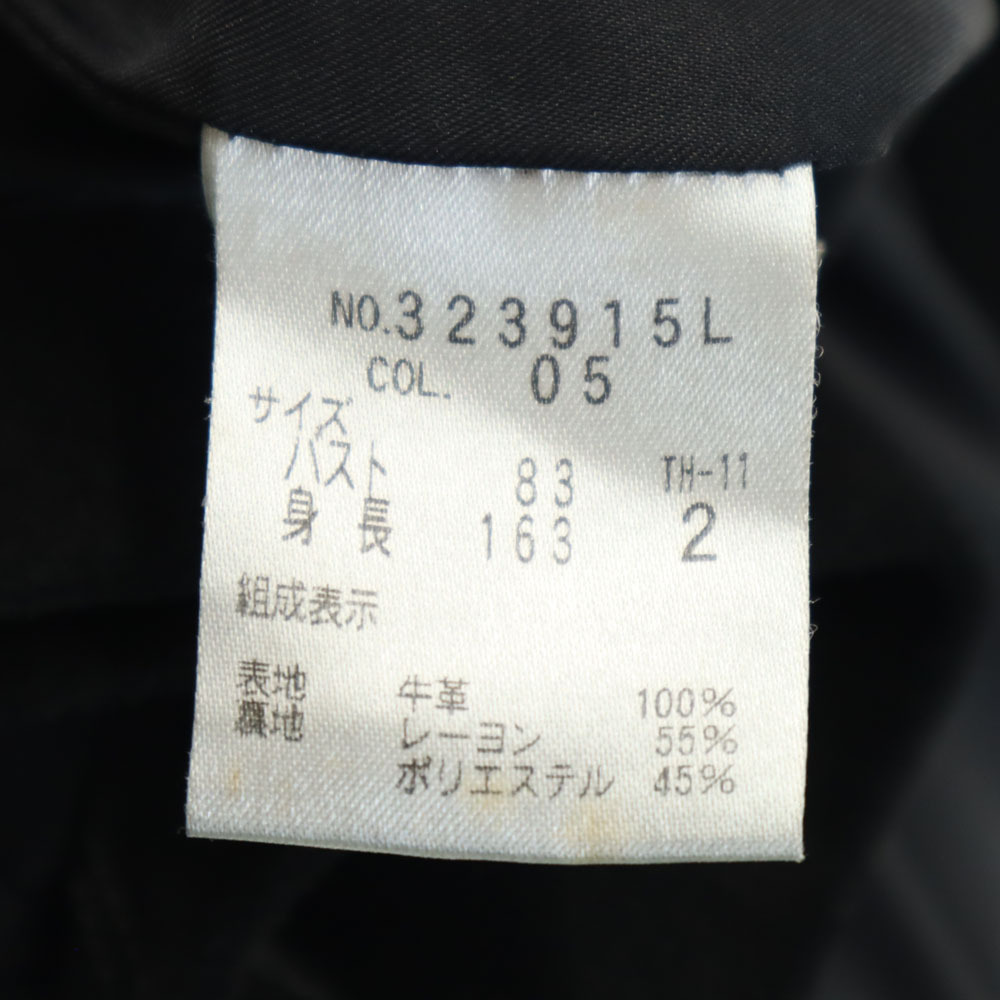 NO.323915L
COL. 05
サイズ
バスト 83 TH-11
身長 163 2
組成表示
表地 牛革 100%
裏地 レーヨン 55%
ポリエステル 45%